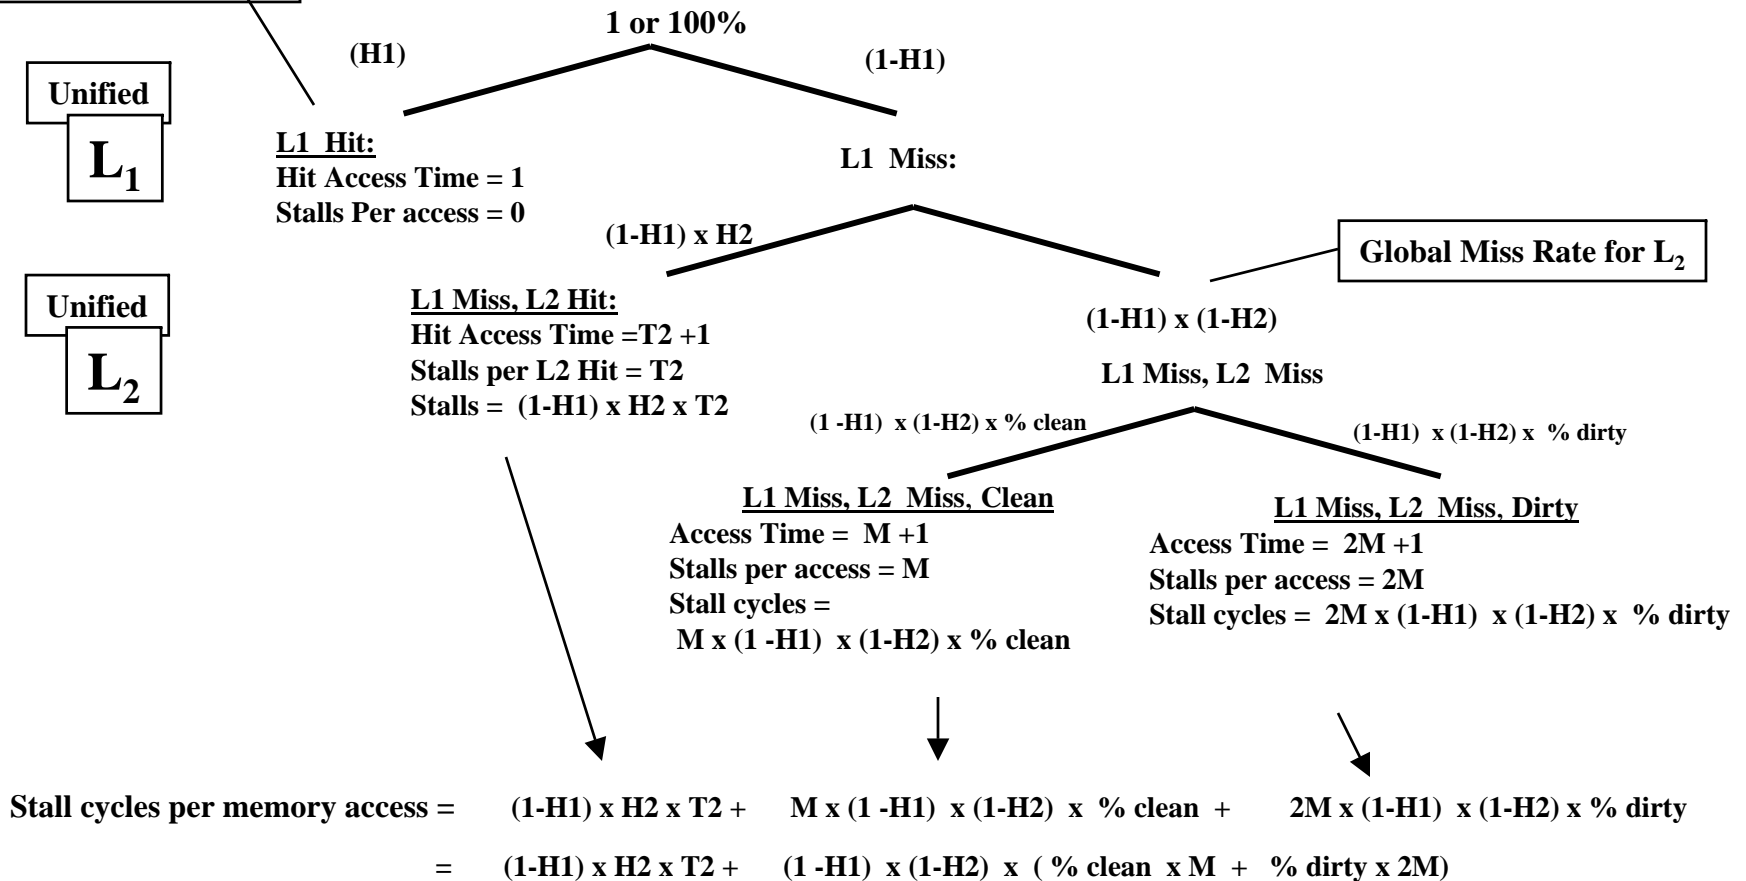 1 or 100%
(H1)
(1-H1)
Unified
L1
L1 Hit:
Hit Access Time = 1
Stalls Per access = 0
L1 Miss:
(1-H1) x H2
Global Miss Rate for L2
Unified
L2
L1 Miss, L2 Hit:
Hit Access Time =T2 +1
Stalls per L2 Hit = T2
Stalls = (1-H1) x H2 x T2
(1-H1) x (1-H2)
L1 Miss, L2 Miss
(1 -H1) x (1-H2) x % clean
(1-H1) x (1-H2) x % dirty
L1 Miss, L2 Miss, Clean
Access Time = M +1
Stalls per access = M
Stall cycles =
M x (1 -H1) x (1-H2) x % clean
L1 Miss, L2 Miss, Dirty
Access Time = 2M +1
Stalls per access = 2M
Stall cycles = 2M x (1-H1) x (1-H2) x % dirty
Stall cycles per memory access = (1-H1) x H2 x T2 + M x (1 -H1) x (1-H2) x % clean + 2M x (1-H1) x (1-H2) x % dirty
= (1-H1) x H2 x T2 + (1 -H1) x (1-H2) x ( % clean x M + % dirty x 2M)